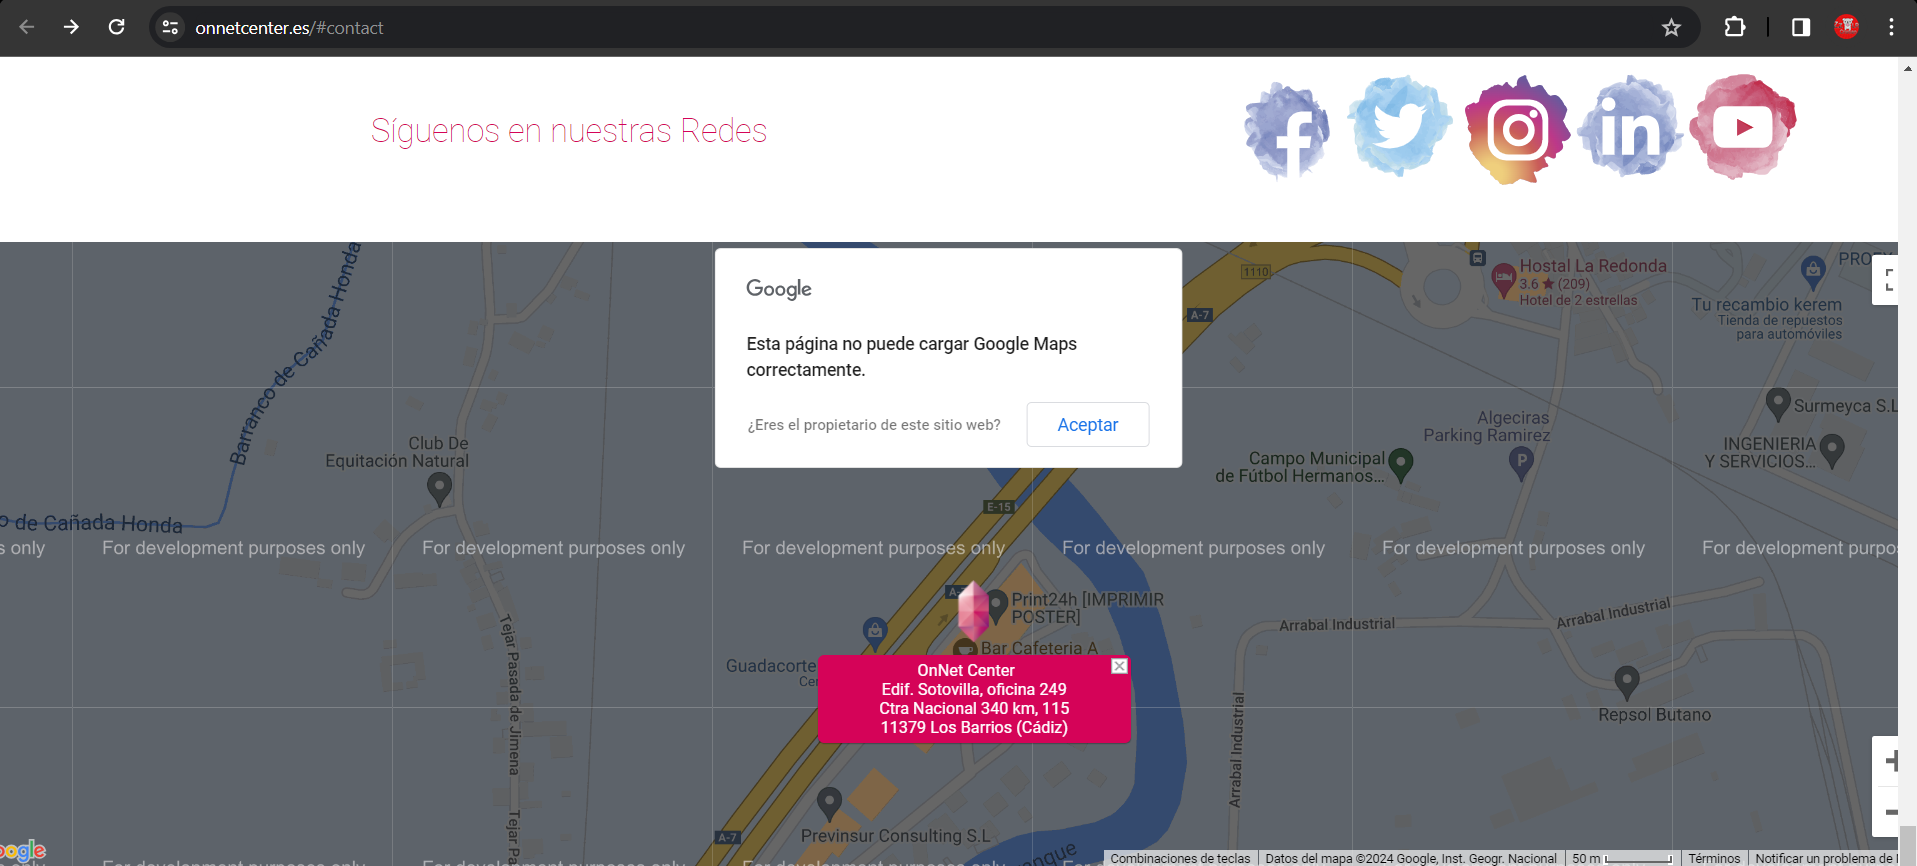 onnetcenter.es/#contact
Síguenos en nuestras Redes
Google
Esta página no puede cargar Google Maps
correctamente.
¿Eres el propietario de este sitio web?
Aceptar
1110
A-7
Hostal La Redonda
3.6 ★ (209)
Hotel de 2 estrellas
Tu recambio kerem
Tienda de repuestos
para automóviles
Barranco de Cañada Honda
Club De
Equitación Natural
Algeciras
Parking Ramirez
P
Surmeyca S.L
INGENIERIA
Y SERVICIOS...
Campo Municipal
de Fútbol Hermanos...
E-15
o de Cañada Honda
s only
For development purposes only
For development purposes only
For development purposes only
For development purposes only
For development purposes only
For development purpo
Print24h [IMPRIMIR
POSTER]
Bar Cafeteria A
Guadacorte
OnNet Center
Edif. Sotovilla, oficina 249
Ctra Nacional 340 km, 115
11379 Los Barrios (Cádiz)
Arrabal Industrial
Arrabal Industrial
Arrabal Industrial
Tejar Pasada de Jimena
Tejar P
Repsol Butano
A-7
Previnsur Consulting S.L
Combinaciones de teclas
Datos del mapa ©2024 Google, Inst. Geogr. Nacional
50 m
Términos
Notificar un problema de